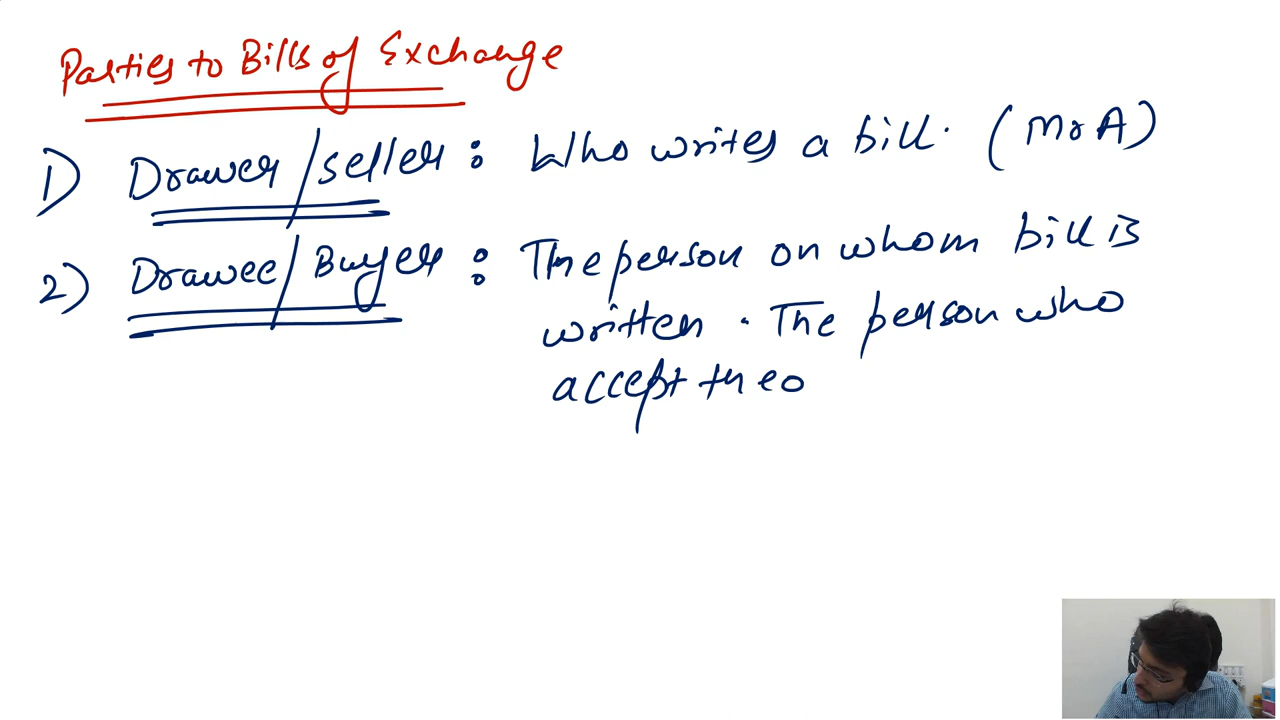 Parties to Bills of Exchange
1) Drawer/seller : Who writes a bill. (Mr A)
2) Drawee/Buyer : The person on whom bill is
written. The person who
accept the o